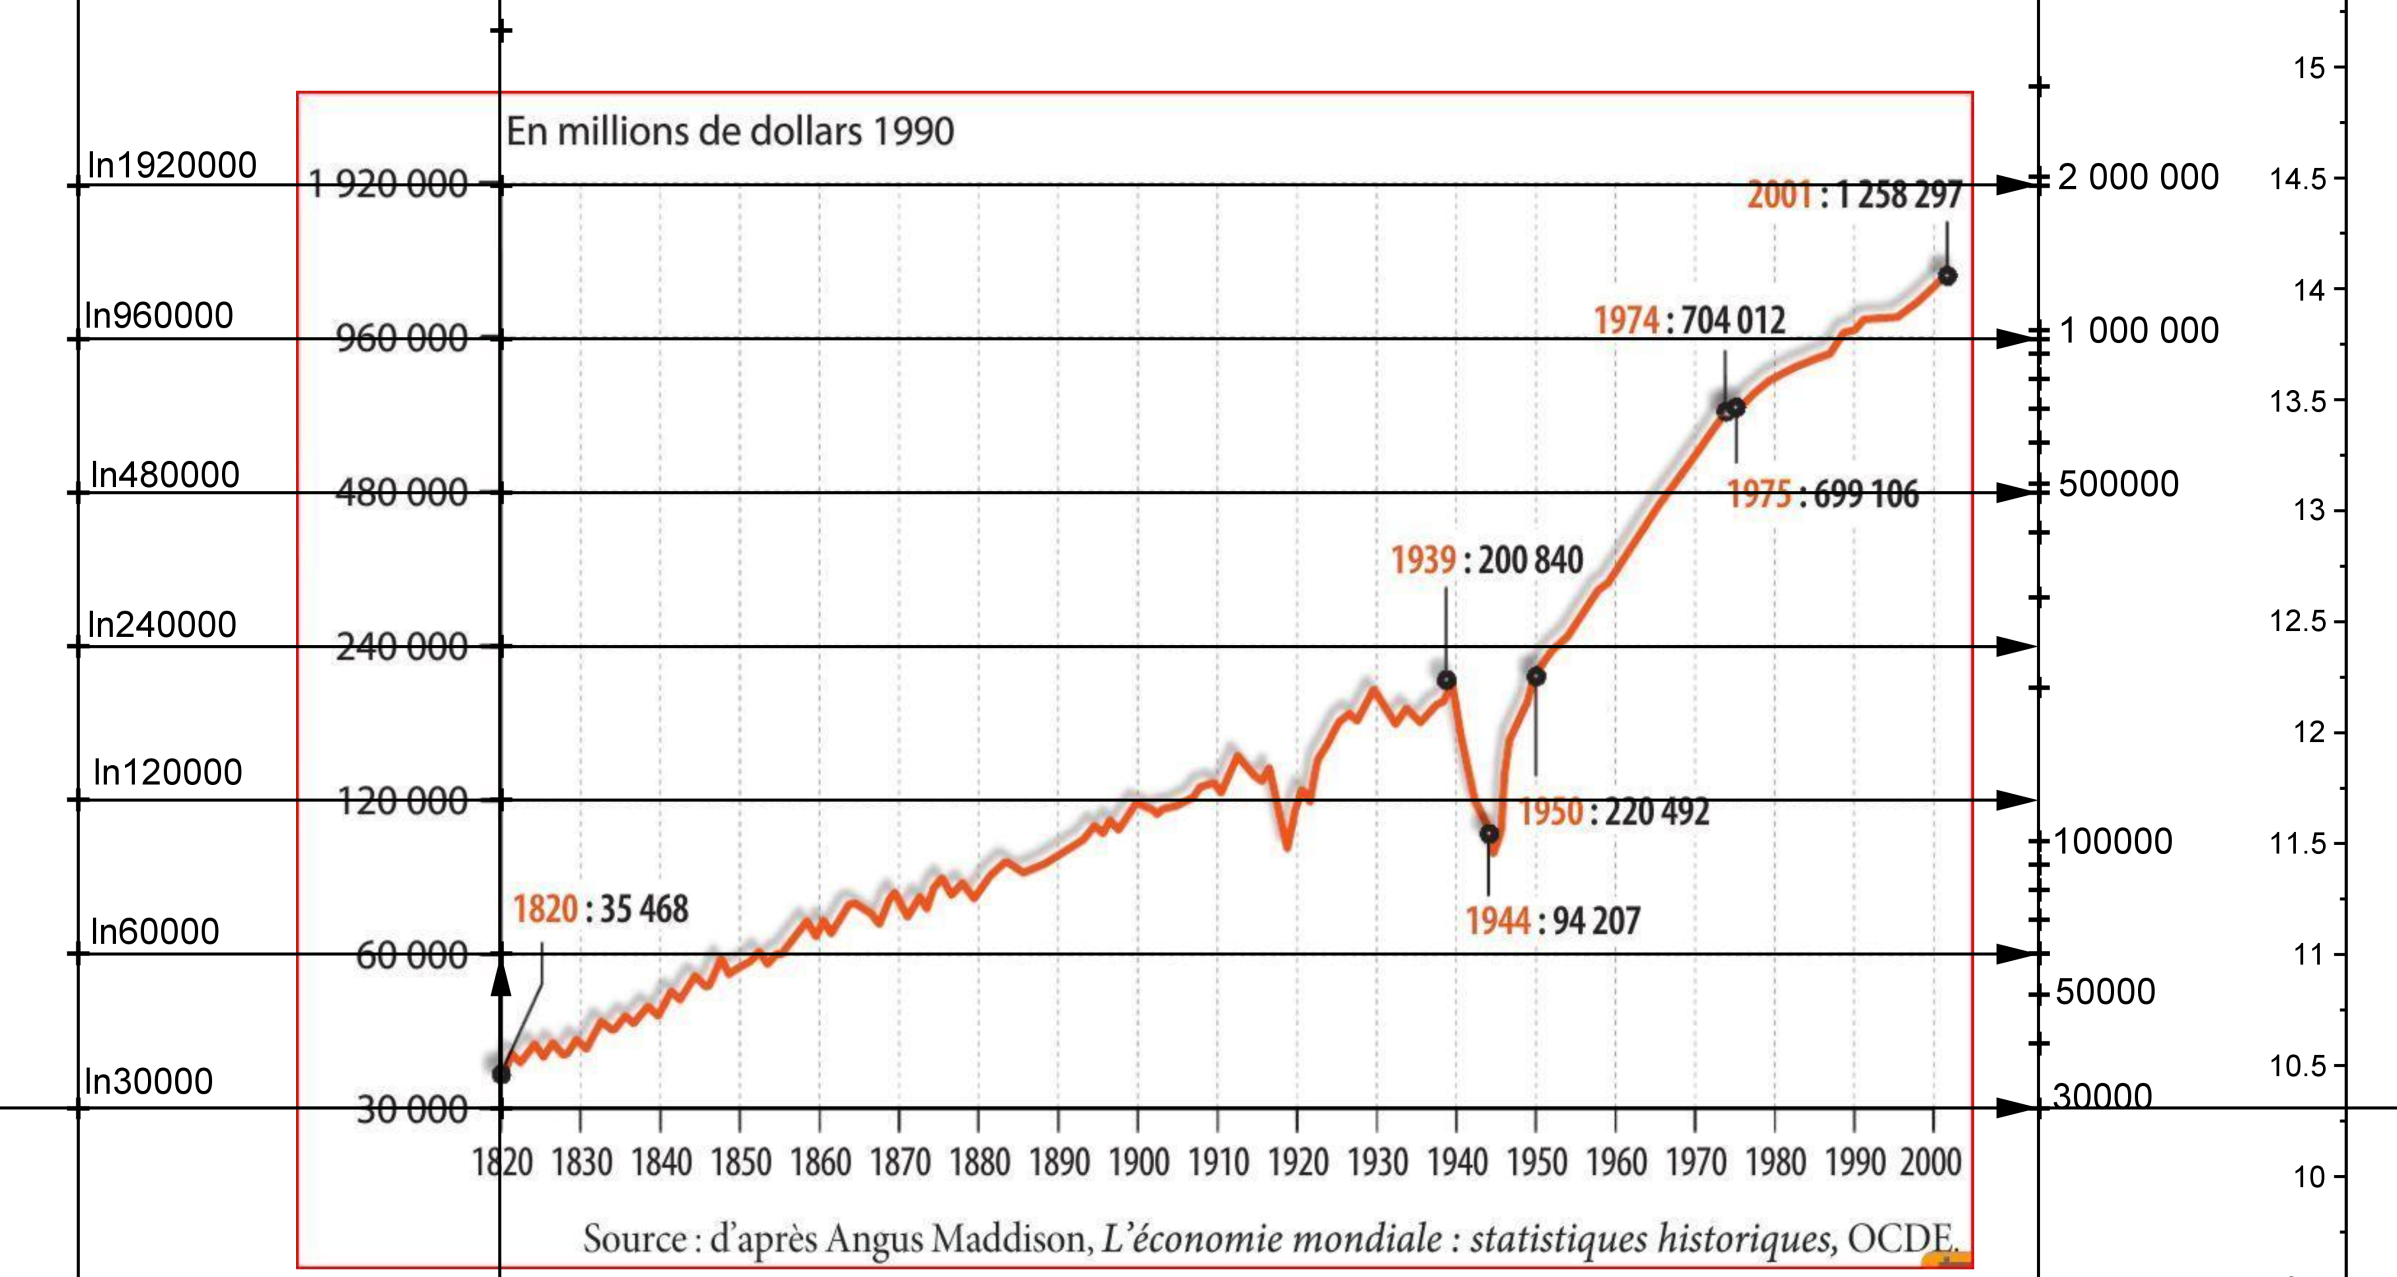 15
En millions de dollars 1990
ln1920000
1 920 000
2001 : 1 258 297
2 000 000
14.5
14
ln960000
960 000
1974 : 704 012
1 000 000
13.5
ln480000
480 000
1975 : 699 106
500000
13
1939 : 200 840
ln240000
240 000
12.5
12
ln120000
120 000
1950 : 220 492
100000
11.5
1820 : 35 468
1944 : 94 207
ln60000
60 000
11
50000
10.5
ln30000
30 000
30000
1820 1830 1840 1850 1860 1870 1880 1890 1900 1910 1920 1930 1940 1950 1960 1970 1980 1990 2000
10
Source : d'après Angus Maddison, L'économie mondiale : statistiques historiques, OCDE.